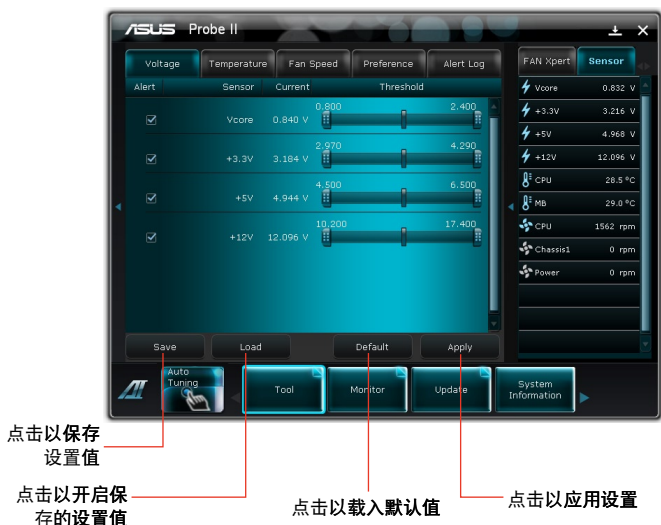 ASUS Probe II
Voltage Temperature Fan Speed Preference Alert Log
Alert Sensor Current Threshold
Vcore 0.840 V 0.800 2.400
+3.3V 3.184 V 2.970 4.290
+5V 4.944 V 4.500 6.500
+12V 12.096 V 10.200 17.400
Save Load Default Apply
FAN Xpert Sensor
Vcore 0.832 V
+3.3V 3.216 V
+5V 4.968 V
+12V 12.096 V
CPU 28.5 °C
MB 29.0 °C
CPU 1562 rpm
Chassis1 0 rpm
Power 0 rpm
Auto
Tuning
Tool Monitor Update
System
Information
点击以保存
设置值
点击以开启保
存的设置值
点击以载入默认值
点击以应用设置